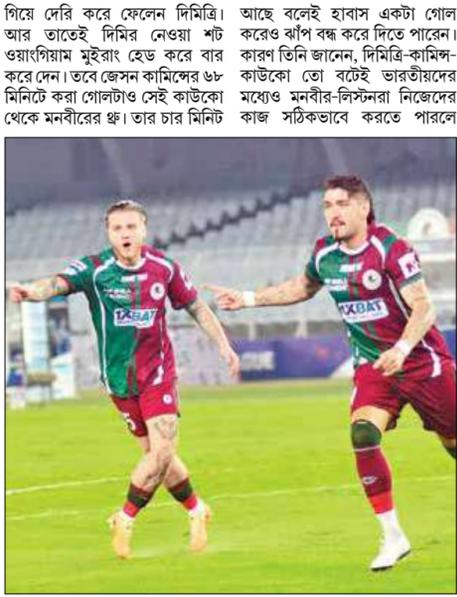 গিয়ে দেরি করে ফেলেন দিমিত্রি।
আর তাতেই দিমির নেওয়া শট
ওয়াংগিয়াম মুইরাং হেড করে বার
করে দেন। তবে জেসন কামিন্সের ৬৮
মিনিটে করা গোলটাও সেই কাউকো
থেকে মনবীরের থ্রু। তার চার মিনিট
আছে বলেই হাবাস একটা গোল
করেও ঝাঁপ বন্ধ করে দিতে পারেন।
কারণ তিনি জানেন, দিমিত্রি-কামিন্স-
কাউকো তো বটেই ভারতীয়দের
মধ্যেও মনবীর-লিস্টনরা নিজেদের
কাজ সঠিকভাবে করতে পারলে
1XBAT
1XBAT